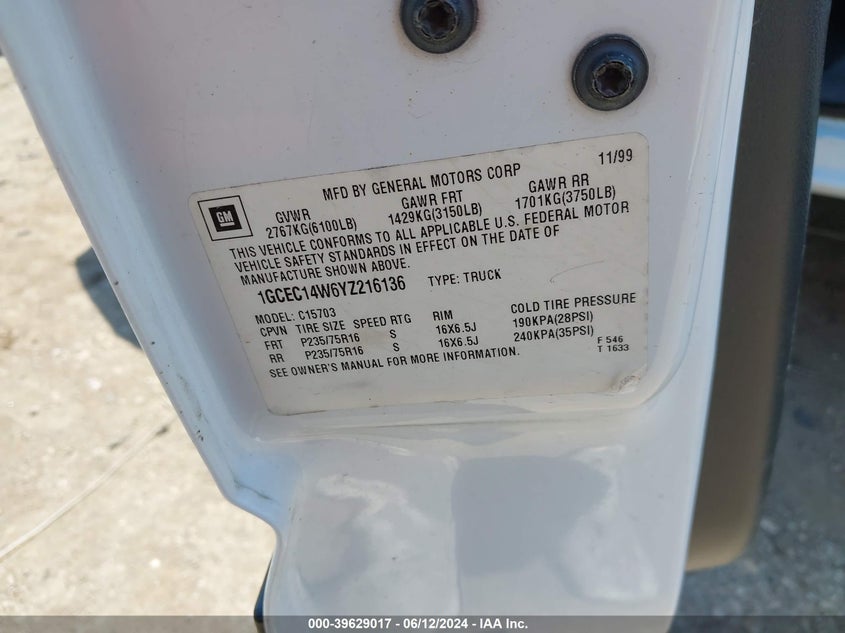 MFD BY GENERAL MOTORS CORP 11/99
GM
GVWR GAWR FRT GAWR RR
2767KG(6100LB) 1429KG(3150LB) 1701KG(3750LB)
THIS VEHICLE CONFORMS TO ALL APPLICABLE U.S. FEDERAL MOTOR
VEHICLE SAFETY STANDARDS IN EFFECT ON THE DATE OF
MANUFACTURE SHOWN ABOVE.
1GCEC14W6YZ216136 TYPE: TRUCK
MODEL: C15703
CPVN TIRE SIZE SPEED RTG RIM COLD TIRE PRESSURE
FRT P235/75R16 S 16X6.5J 190KPA(28PSI)
RR P235/75R16 S 16X6.5J 240KPA(35PSI)
SEE OWNER'S MANUAL FOR MORE INFORMATION.
F 546
T 1633
000-39629017 - 06/12/2024 - IAA Inc.